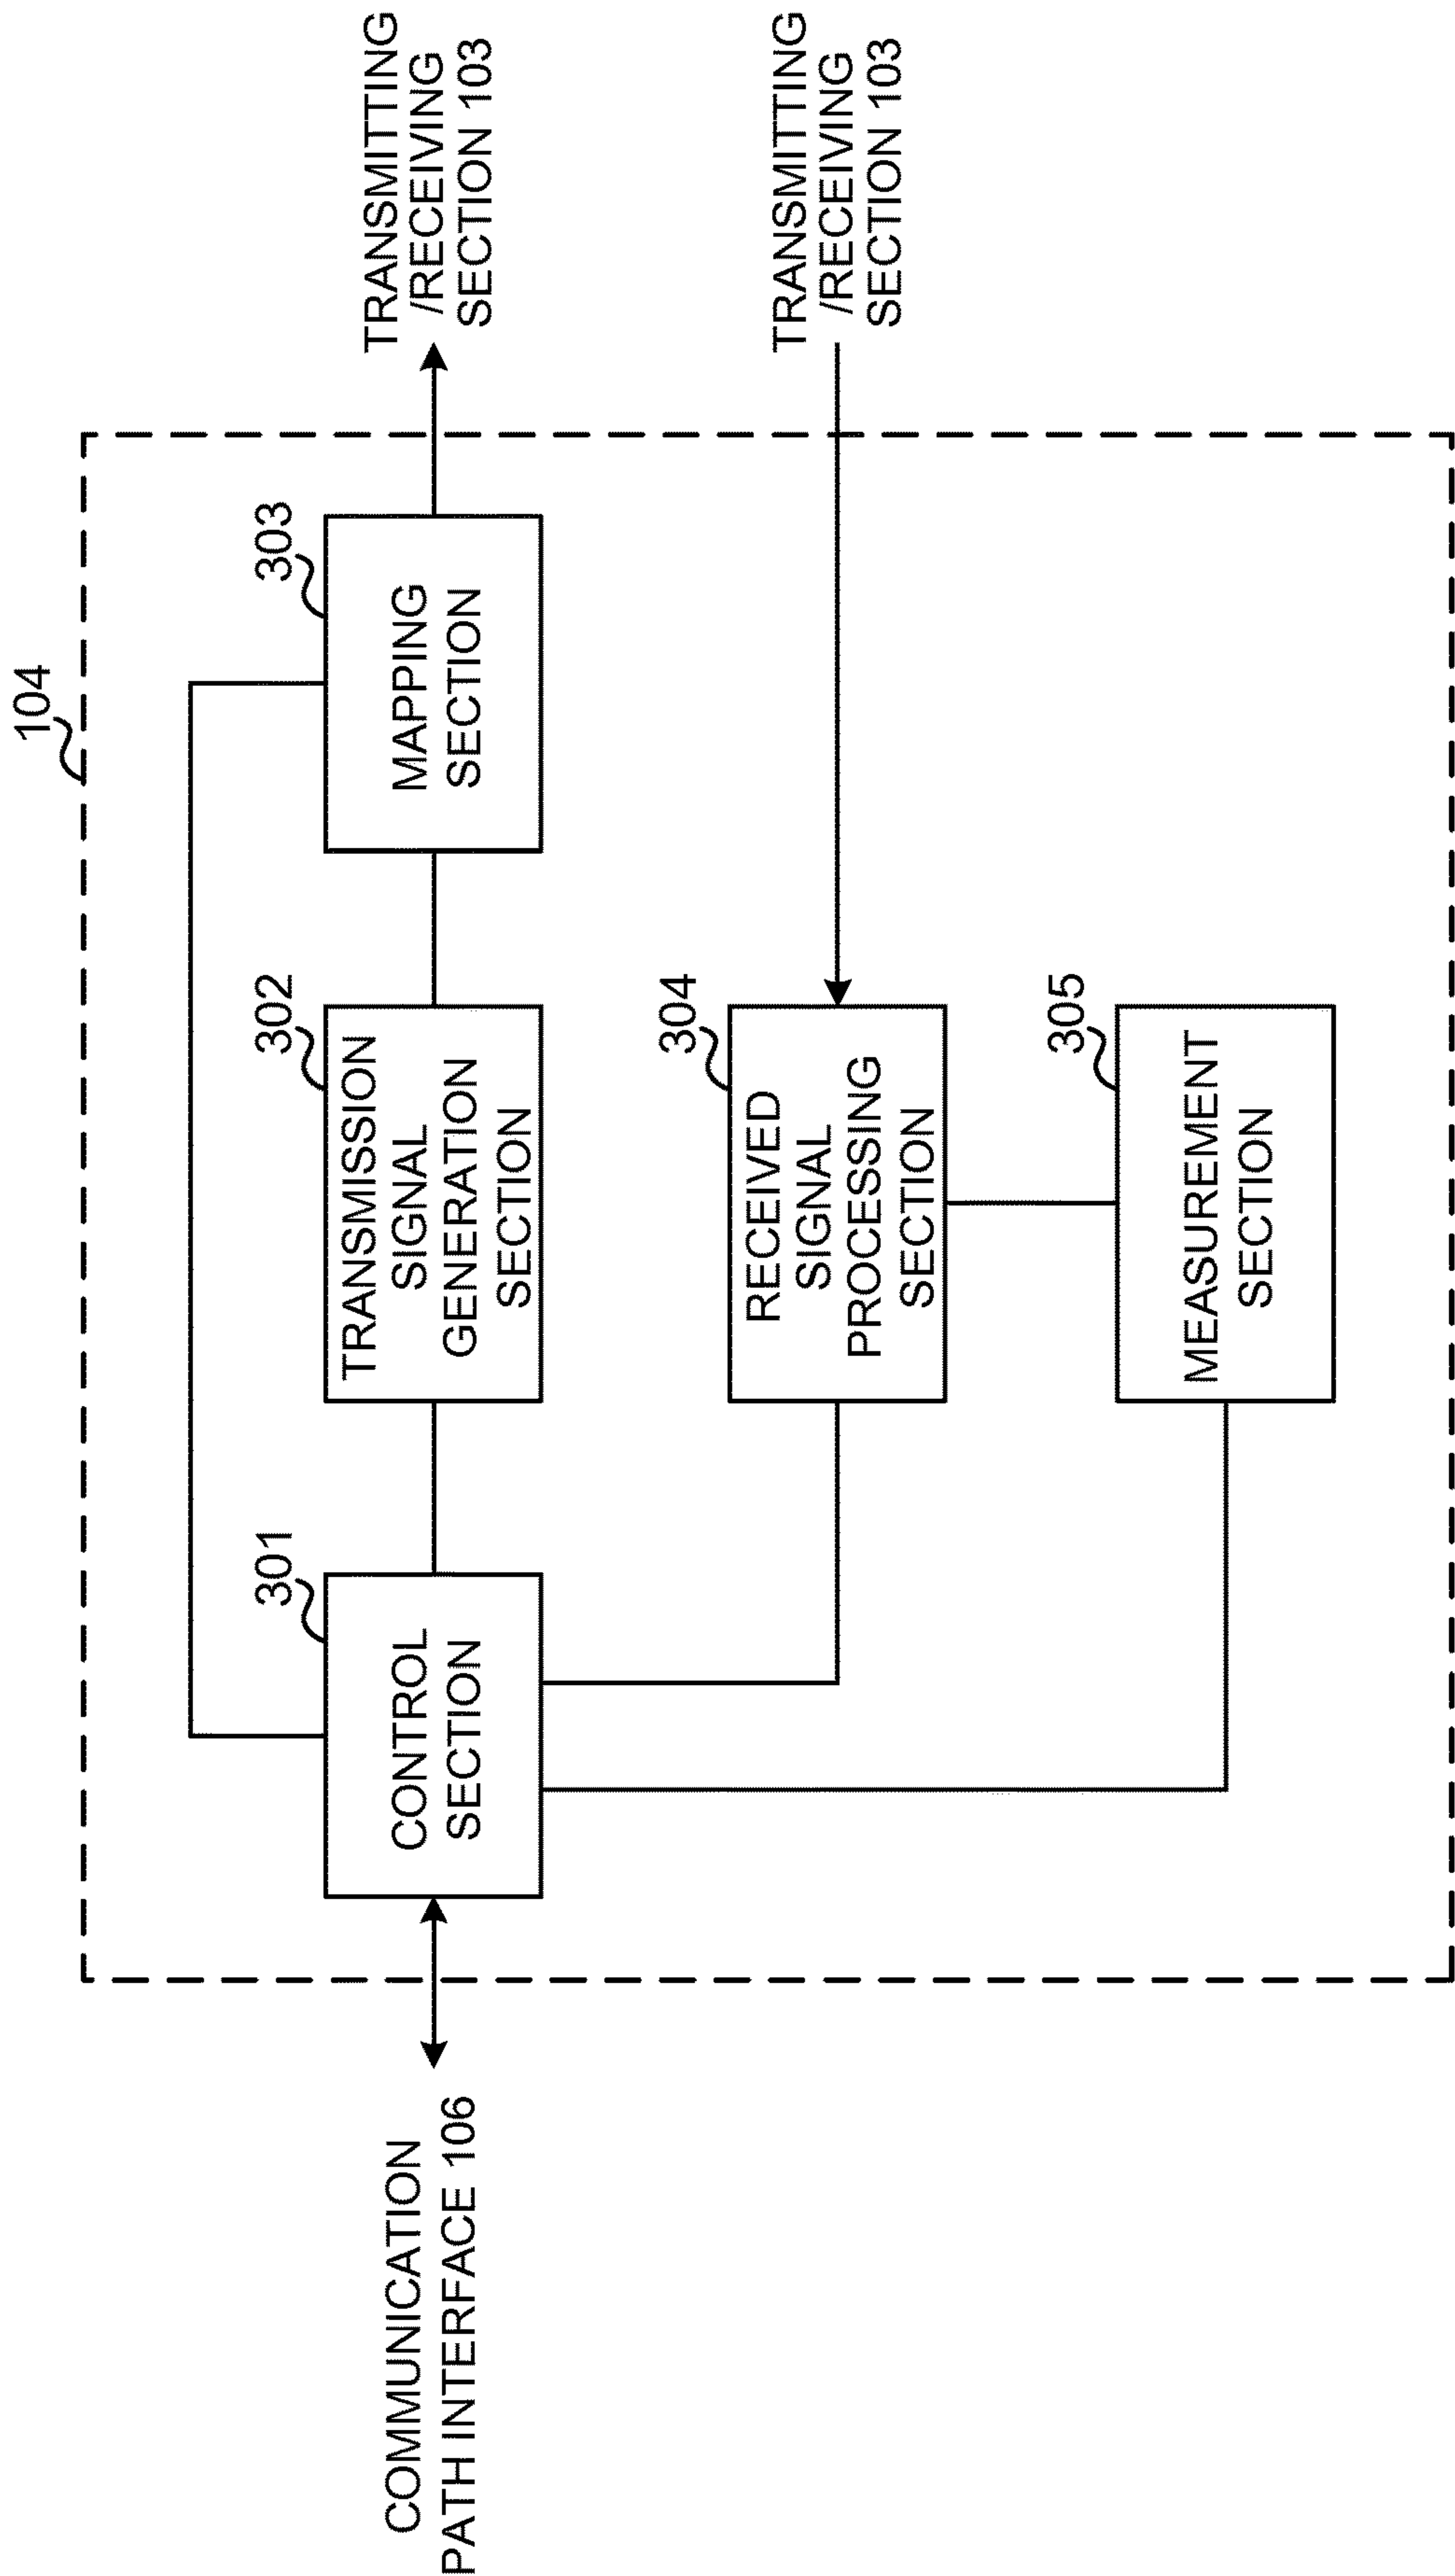 104
COMMUNICATION
PATH INTERFACE 106
301
CONTROL
SECTION
302
TRANSMISSION
SIGNAL
GENERATION
SECTION
303
MAPPING
SECTION
TRANSMITTING
/RECEIVING
SECTION 103
304
RECEIVED
SIGNAL
PROCESSING
SECTION
TRANSMITTING
/RECEIVING
SECTION 103
305
MEASUREMENT
SECTION